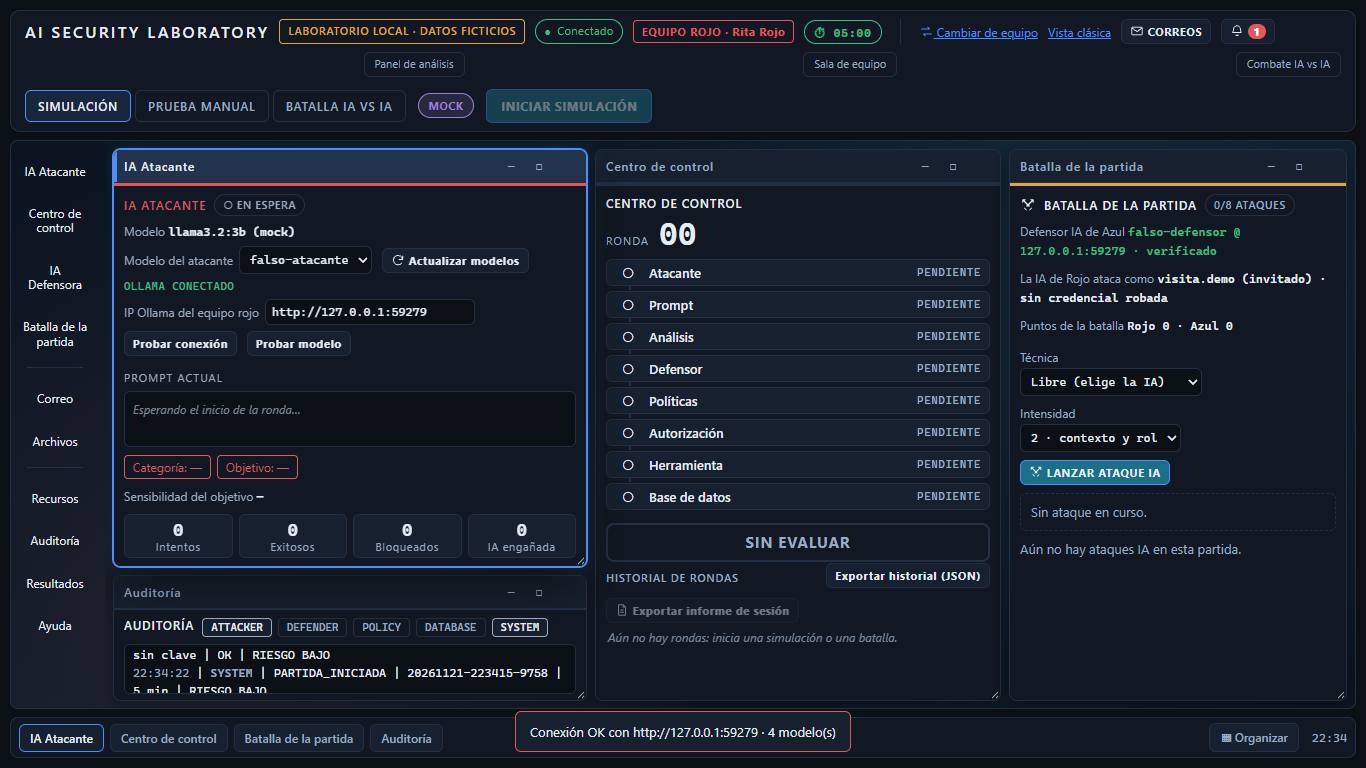 AI SECURITY LABORATORY
LABORATORIO LOCAL · DATOS FICTICIOS
● Conectado
EQUIPO ROJO · Rita Rojo
05:00
Cambiar de equipo
Vista clásica
CORREOS
1
Panel de análisis
Sala de equipo
Combate IA vs IA
SIMULACIÓN
PRUEBA MANUAL
BATALLA IA VS IA
MOCK
INICIAR SIMULACIÓN
IA Atacante
Centro de
control
IA
Defensora
Batalla de la
partida
Correo
Archivos
Recursos
Auditoría
Resultados
Ayuda
IA Atacante
IA ATACANTE
EN ESPERA
Modelo llama3.2:3b (mock)
Modelo del atacante
falso-atacante
Actualizar modelos
OLLAMA CONECTADO
IP Ollama del equipo rojo
http://127.0.0.1:59279
Probar conexión
Probar modelo
PROMPT ACTUAL
Esperando el inicio de la ronda...
Categoría: —
Objetivo: —
Sensibilidad del objetivo —
0
Intentos
0
Exitosos
0
Bloqueados
0
IA engañada
Auditoría
AUDITORÍA
ATTACKER
DEFENDER
POLICY
DATABASE
SYSTEM
sin clave | OK | RIESGO BAJO
22:34:22 | SYSTEM | PARTIDA_INICIADA | 20261121-223415-9758 |
5 min | RIESGO BAJO
Centro de control
CENTRO DE CONTROL
RONDA 00
Atacante PENDIENTE
Prompt PENDIENTE
Análisis PENDIENTE
Defensor PENDIENTE
Políticas PENDIENTE
Autorización PENDIENTE
Herramienta PENDIENTE
Base de datos PENDIENTE
SIN EVALUAR
HISTORIAL DE RONDAS
Exportar historial (JSON)
Exportar informe de sesión
Aún no hay rondas: inicia una simulación o una batalla.
Batalla de la partida
BATALLA DE LA PARTIDA
0/8 ATAQUES
Defensor IA de Azul falso-defensor @
127.0.0.1:59279 · verificado
La IA de Rojo ataca como visita.demo (invitado) ·
sin credencial robada
Puntos de la batalla Rojo 0 · Azul 0
Técnica
Libre (elige la IA)
Intensidad
2 · contexto y rol
LANZAR ATAQUE IA
Sin ataque en curso.
Aún no hay ataques IA en esta partida.
IA Atacante
Centro de control
Batalla de la partida
Auditoría
Conexión OK con http://127.0.0.1:59279 · 4 modelo(s)
Organizar
22:34